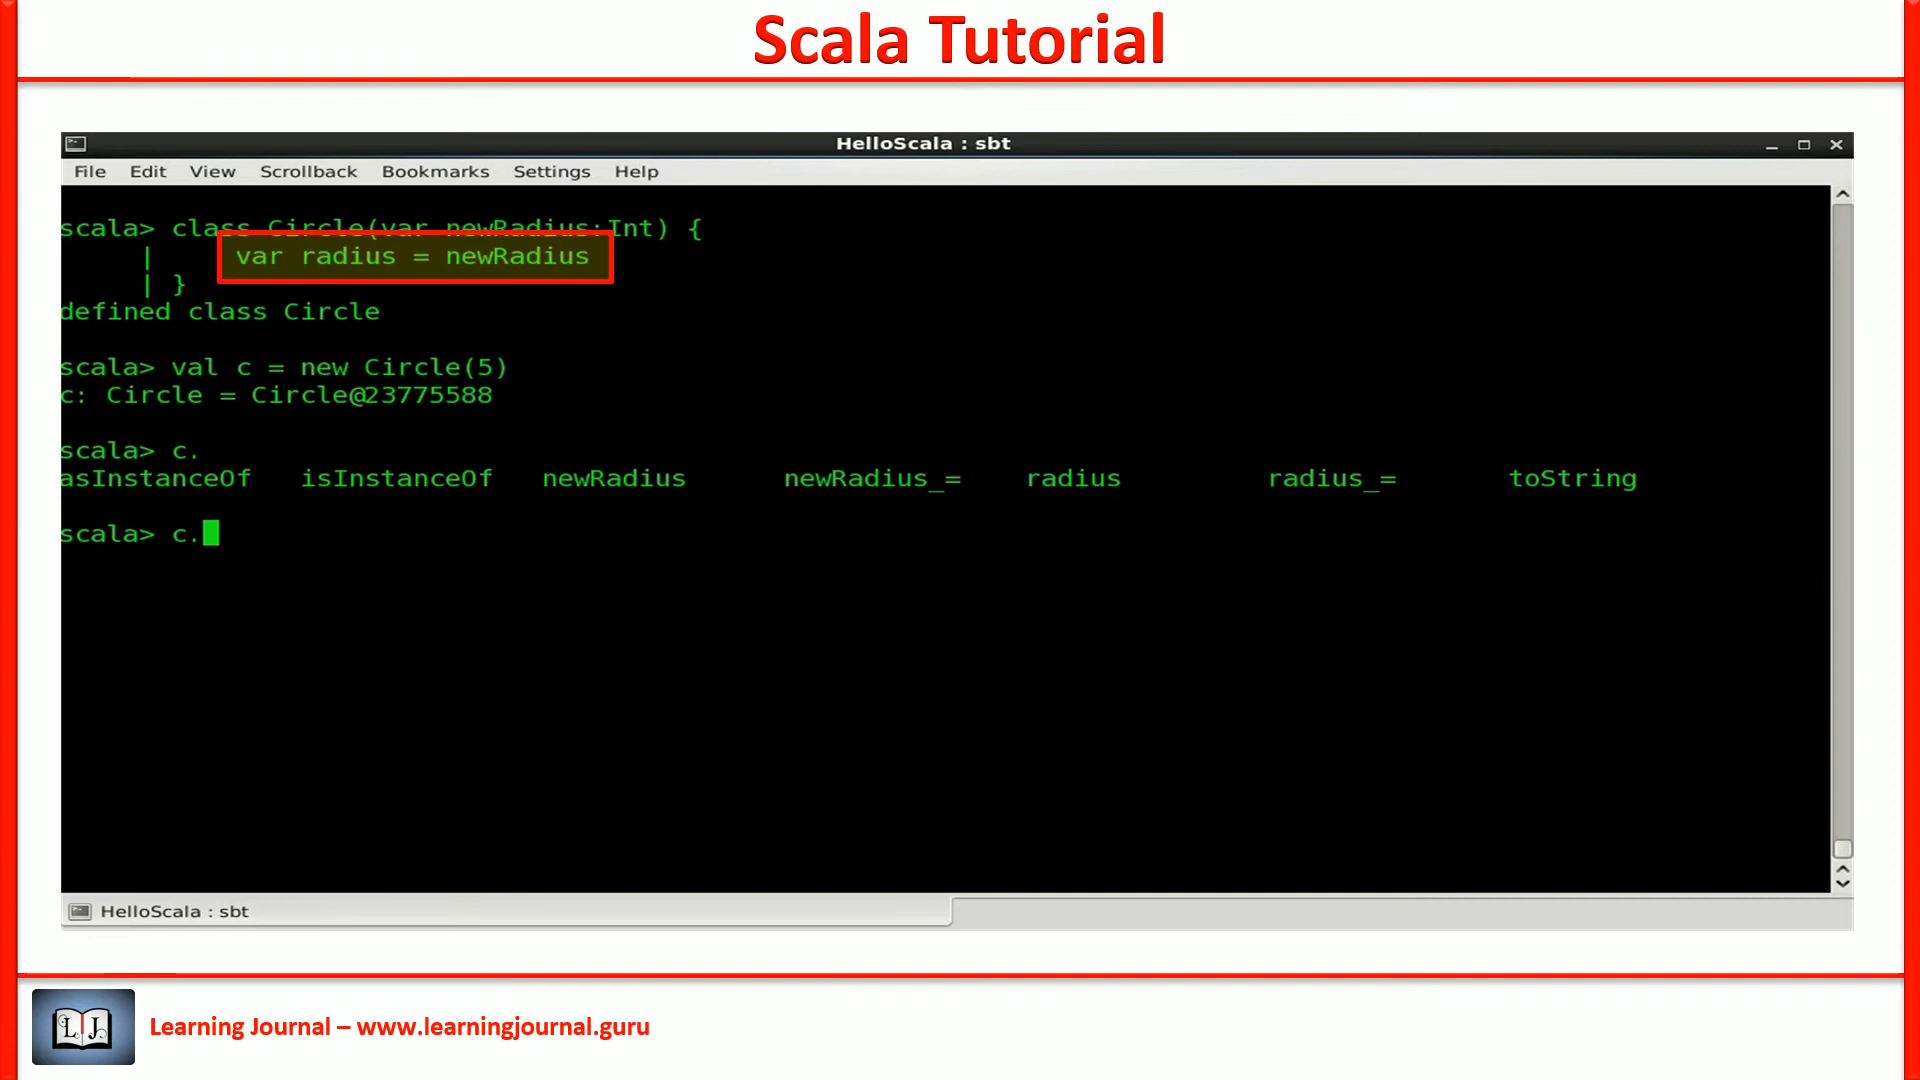 Scala Tutorial
HelloScala : sbt
File Edit View Scrollback Bookmarks Settings Help
scala> class Circle(var newRadius:Int) {
| var radius = newRadius
| }
defined class Circle
scala> val c = new Circle(5)
c: Circle = Circle@23775588
scala> c.
asInstanceOf isInstanceOf newRadius newRadius_= radius radius_= toString
scala> c.
HelloScala : sbt
LJ
Learning Journal – www.learningjournal.guru